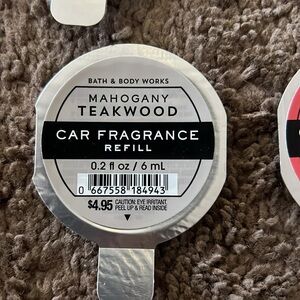 BATH & BODY WORKS
MAHOGANY
TEAKWOOD
CAR FRAGRANCE
REFILL
0.2 fl oz / 6 mL
0 667558 184943
$4.95 CAUTION: EYE IRRITANT.
PEEL UP & READ INSIDE